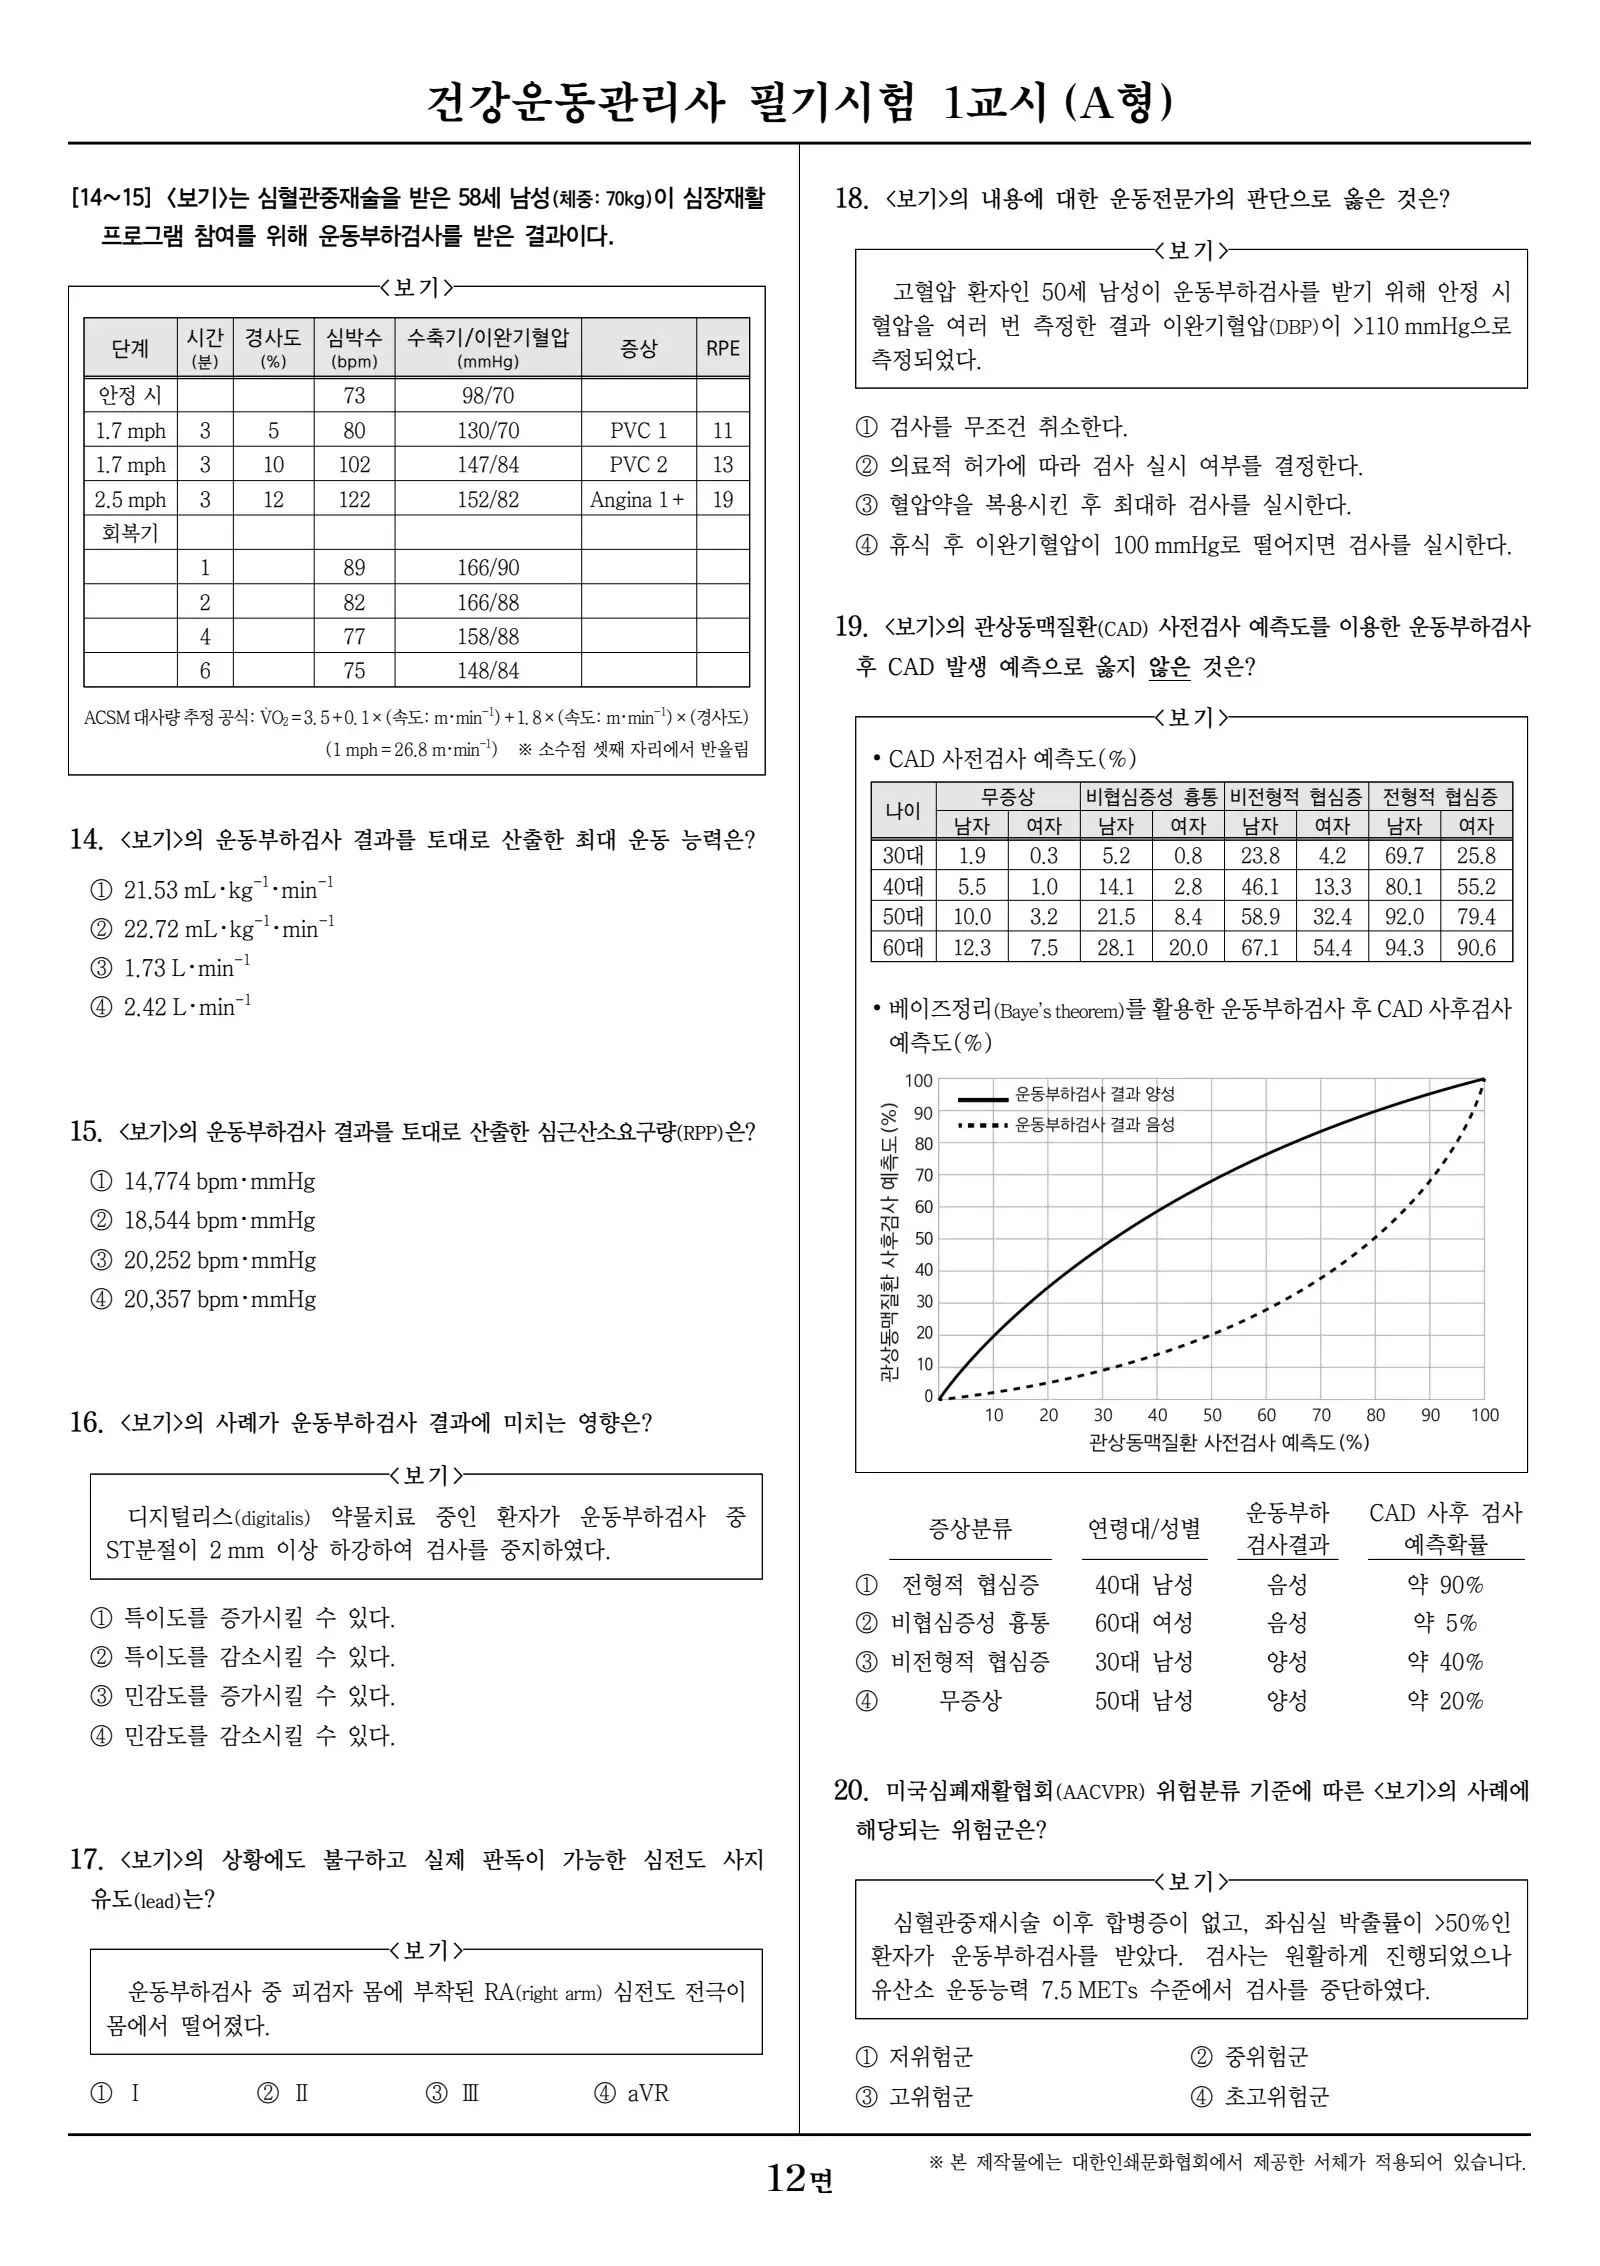 건강운동관리사 필기시험 1교시 (A형)
[14~15] <보기>는 심혈관중재술을 받은 58세 남성(체중: 70kg)이 심장재활
프로그램 참여를 위해 운동부하검사를 받은 결과이다.
<보기>
단계 시간(분) 경사도(%) 심박수(bpm) 수축기/이완기혈압(mmHg) 증상 RPE
안정 시 73 98/70
1.7 mph 3 5 80 130/70 PVC 1 11
1.7 mph 3 10 102 147/84 PVC 2 13
2.5 mph 3 12 122 152/82 Angina 1+ 19
회복기
1 89 166/90
2 82 166/88
4 77 158/88
6 75 148/84
ACSM 대사량 추정 공식: V̇O₂=3.5+0.1×(속도: m·min⁻¹)+1.8×(속도: m·min⁻¹)×(경사도)
(1 mph=26.8 m·min⁻¹) ※ 소수점 셋째 자리에서 반올림
14. <보기>의 운동부하검사 결과를 토대로 산출한 최대 운동 능력은?
① 21.53 mL·kg⁻¹·min⁻¹
② 22.72 mL·kg⁻¹·min⁻¹
③ 1.73 L·min⁻¹
④ 2.42 L·min⁻¹
15. <보기>의 운동부하검사 결과를 토대로 산출한 심근산소요구량(RPP)은?
① 14,774 bpm·mmHg
② 18,544 bpm·mmHg
③ 20,252 bpm·mmHg
④ 20,357 bpm·mmHg
16. <보기>의 사례가 운동부하검사 결과에 미치는 영향은?
<보기>
디지털리스(digitalis) 약물치료 중인 환자가 운동부하검사 중
ST분절이 2 mm 이상 하강하여 검사를 중지하였다.
① 특이도를 증가시킬 수 있다.
② 특이도를 감소시킬 수 있다.
③ 민감도를 증가시킬 수 있다.
④ 민감도를 감소시킬 수 있다.
17. <보기>의 상황에도 불구하고 실제 판독이 가능한 심전도 사지
유도(lead)는?
<보기>
운동부하검사 중 피검자 몸에 부착된 RA(right arm) 심전도 전극이
몸에서 떨어졌다.
① Ⅰ ② Ⅱ ③ Ⅲ ④ aVR
18. <보기>의 내용에 대한 운동전문가의 판단으로 옳은 것은?
<보기>
고혈압 환자인 50세 남성이 운동부하검사를 받기 위해 안정 시
혈압을 여러 번 측정한 결과 이완기혈압(DBP)이 >110 mmHg으로
측정되었다.
① 검사를 무조건 취소한다.
② 의료적 허가에 따라 검사 실시 여부를 결정한다.
③ 혈압약을 복용시킨 후 최대하 검사를 실시한다.
④ 휴식 후 이완기혈압이 100 mmHg로 떨어지면 검사를 실시한다.
19. <보기>의 관상동맥질환(CAD) 사전검사 예측도를 이용한 운동부하검사
후 CAD 발생 예측으로 옳지 않은 것은?
<보기>
• CAD 사전검사 예측도(%)
나이 무증상 비협심증성 흉통 비전형적 협심증 전형적 협심증
남자 여자 남자 여자 남자 여자 남자 여자
30대 1.9 0.3 5.2 0.8 23.8 4.2 69.7 25.8
40대 5.5 1.0 14.1 2.8 46.1 13.3 80.1 55.2
50대 10.0 3.2 21.5 8.4 58.9 32.4 92.0 79.4
60대 12.3 7.5 28.1 20.0 67.1 54.4 94.3 90.6
• 베이즈정리(Baye's theorem)를 활용한 운동부하검사 후 CAD 사후검사
예측도(%)
관상동맥질환 사후검사 예측도(%)
100
90
80
70
60
50
40
30
20
10
0
운동부하검사 결과 양성
운동부하검사 결과 음성
10 20 30 40 50 60 70 80 90 100
관상동맥질환 사전검사 예측도(%)
증상분류 연령대/성별 운동부하 검사결과 CAD 사후 검사 예측확률
① 전형적 협심증 40대 남성 음성 약 90%
② 비협심증성 흉통 60대 여성 음성 약 5%
③ 비전형적 협심증 30대 남성 양성 약 40%
④ 무증상 50대 남성 양성 약 20%
20. 미국심폐재활협회(AACVPR) 위험분류 기준에 따른 <보기>의 사례에
해당되는 위험군은?
<보기>
심혈관중재시술 이후 합병증이 없고, 좌심실 박출률이 >50%인
환자가 운동부하검사를 받았다. 검사는 원활하게 진행되었으나
유산소 운동능력 7.5 METs 수준에서 검사를 중단하였다.
① 저위험군 ② 중위험군
③ 고위험군 ④ 초고위험군
※ 본 제작물에는 대한인쇄문화협회에서 제공한 서체가 적용되어 있습니다.
12면